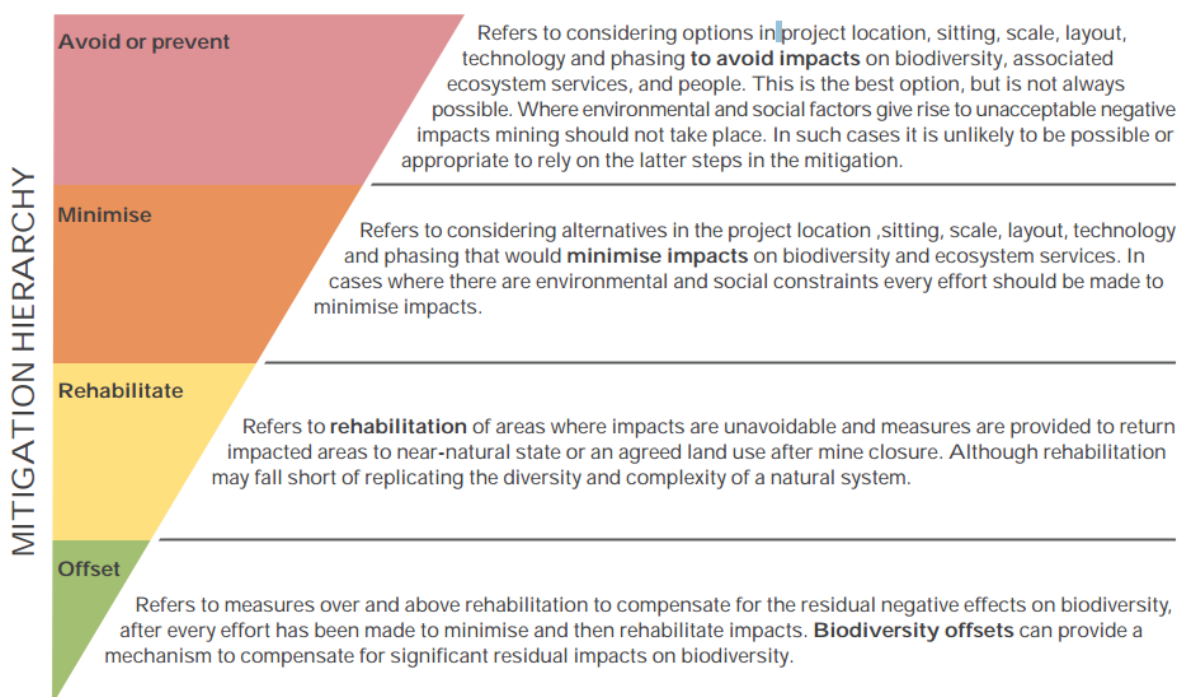 MITIGATION HIERARCHY
Avoid or prevent
Refers to considering options in project location, sitting, scale, layout,
technology and phasing to avoid impacts on biodiversity, associated
ecosystem services, and people. This is the best option, but is not always
possible. Where environmental and social factors give rise to unacceptable negative
impacts mining should not take place. In such cases it is unlikely to be possible or
appropriate to rely on the latter steps in the mitigation.
Minimise
Refers to considering alternatives in the project location ,sitting, scale, layout, technology
and phasing that would minimise impacts on biodiversity and ecosystem services. In
cases where there are environmental and social constraints every effort should be made to
minimise impacts.
Rehabilitate
Refers to rehabilitation of areas where impacts are unavoidable and measures are provided to return
impacted areas to near-natural state or an agreed land use after mine closure. Although rehabilitation
may fall short of replicating the diversity and complexity of a natural system.
Offset
Refers to measures over and above rehabilitation to compensate for the residual negative effects on biodiversity,
after every effort has been made to minimise and then rehabilitate impacts. Biodiversity offsets can provide a
mechanism to compensate for significant residual impacts on biodiversity.